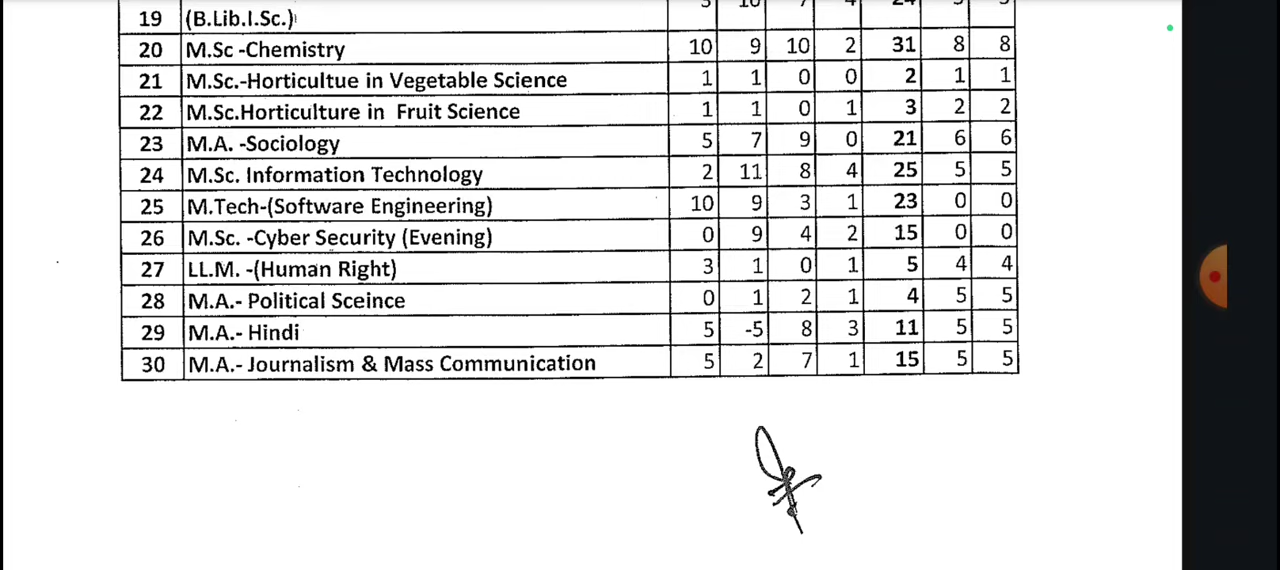 19 (B.Lib.I.Sc.)
20 M.Sc -Chemistry 10 9 10 2 31 8 8
21 M.Sc.-Horticultue in Vegetable Science 1 1 0 0 2 1 1
22 M.Sc.Horticulture in Fruit Science 1 1 0 1 3 2 2
23 M.A. -Sociology 5 7 9 0 21 6 6
24 M.Sc. Information Technology 2 11 8 4 25 5 5
25 M.Tech-(Software Engineering) 10 9 3 1 23 0 0
26 M.Sc. -Cyber Security (Evening) 0 9 4 2 15 0 0
27 LL.M. -(Human Right) 3 1 0 1 5 4 4
28 M.A.- Political Sceince 0 1 2 1 4 5 5
29 M.A.- Hindi 5 -5 8 3 11 5 5
30 M.A.- Journalism & Mass Communication 5 2 7 1 15 5 5